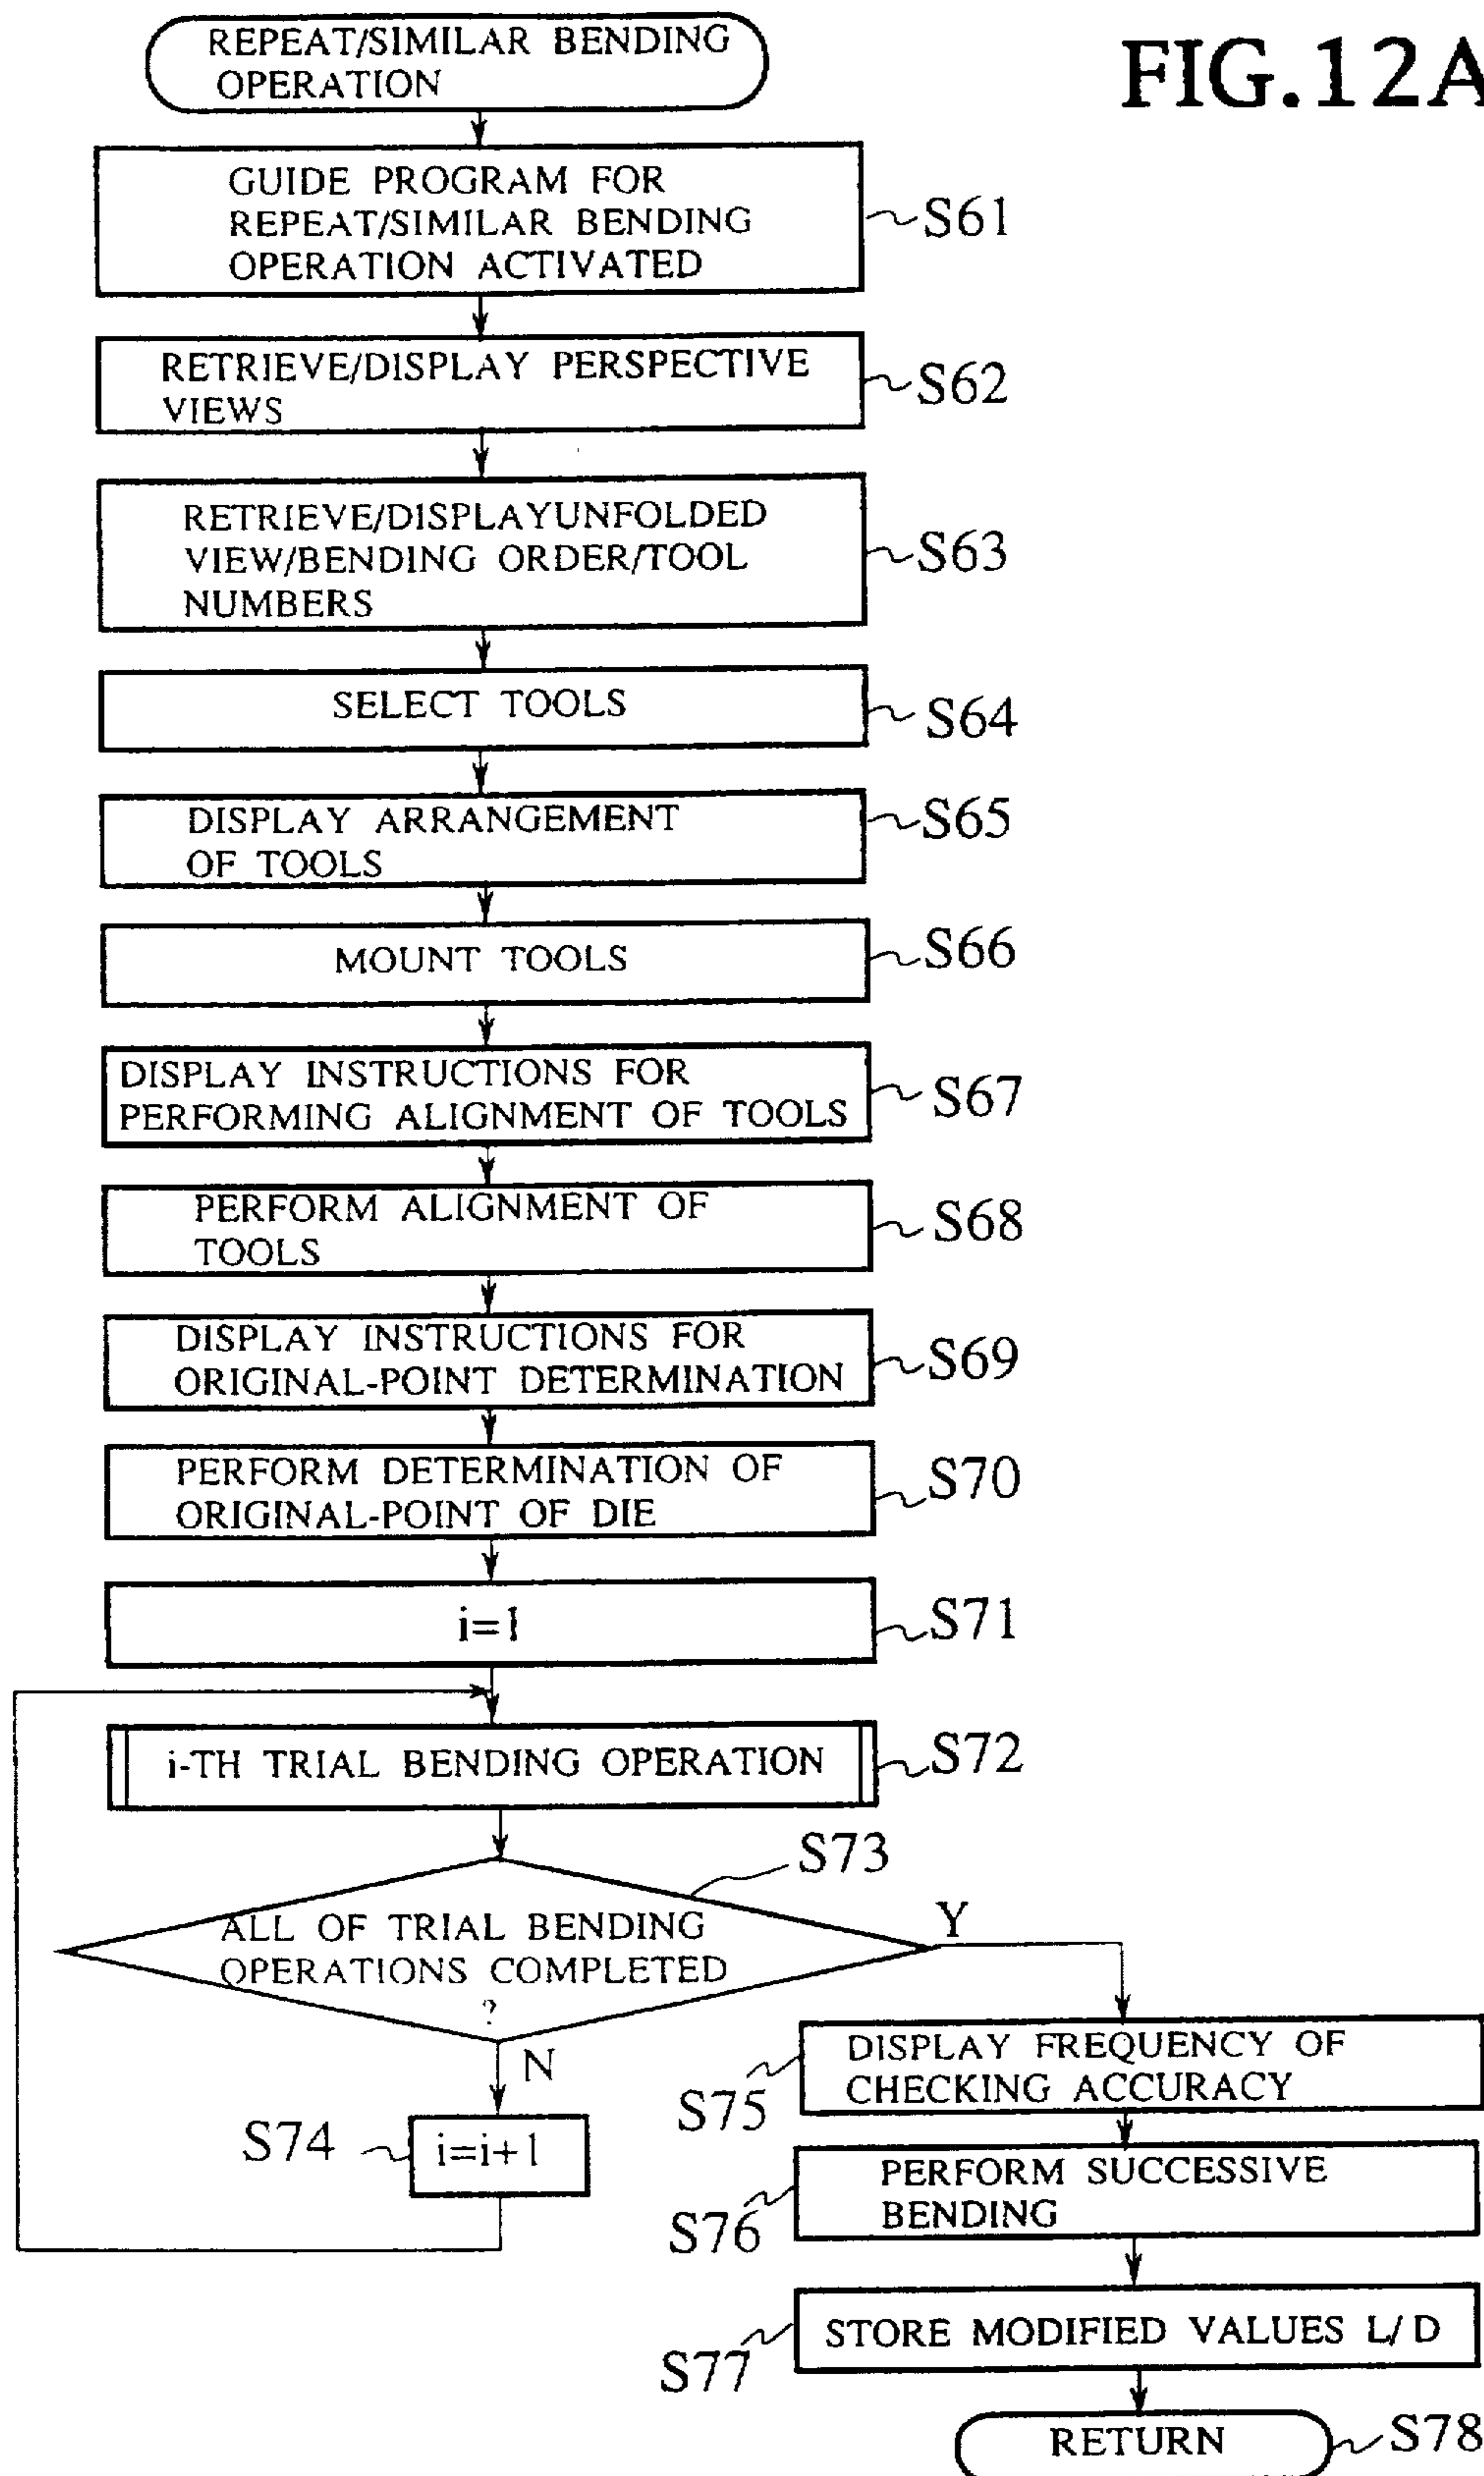 REPEAT/SIMILAR BENDING
OPERATION
FIG.12A
GUIDE PROGRAM FOR
REPEAT/SIMILAR BENDING
OPERATION ACTIVATED
S61
RETRIEVE/DISPLAY PERSPECTIVE
VIEWS
S62
RETRIEVE/DISPLAYUNFOLDED
VIEW/BENDING ORDER/TOOL
NUMBERS
S63
SELECT TOOLS
S64
DISPLAY ARRANGEMENT
OF TOOLS
S65
MOUNT TOOLS
S66
DISPLAY INSTRUCTIONS FOR
PERFORMING ALIGNMENT OF TOOLS
S67
PERFORM ALIGNMENT OF
TOOLS
S68
DISPLAY INSTRUCTIONS FOR
ORIGINAL-POINT DETERMINATION
S69
PERFORM DETERMINATION OF
ORIGINAL-POINT OF DIE
S70
i=1
S71
i-TH TRIAL BENDING OPERATION
S72
S73
ALL OF TRIAL BENDING
OPERATIONS COMPLETED
?
Y
N
S74
i=i+1
DISPLAY FREQUENCY OF
CHECKING ACCURACY
S75
PERFORM SUCCESSIVE
BENDING
S76
STORE MODIFIED VALUES L/D
S77
RETURN
S78